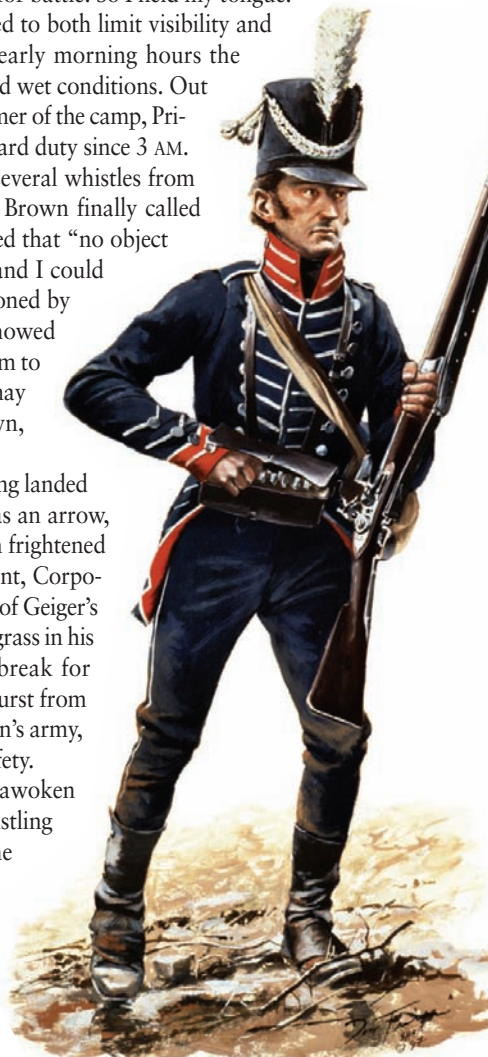 for battle. So I held my tongue.
ed to both limit visibility and
early morning hours the
d wet conditions. Out
ner of the camp, Pri-
ard duty since 3 AM.
several whistles from
Brown finally called
ed that “no object
and I could
oned by
howed
m to
may
wn,
ng landed
as an arrow,
n frightened
nt, Corpo-
of Geiger’s
grass in his
break for
urst from
n’s army,
fety.
awoken
istling
he